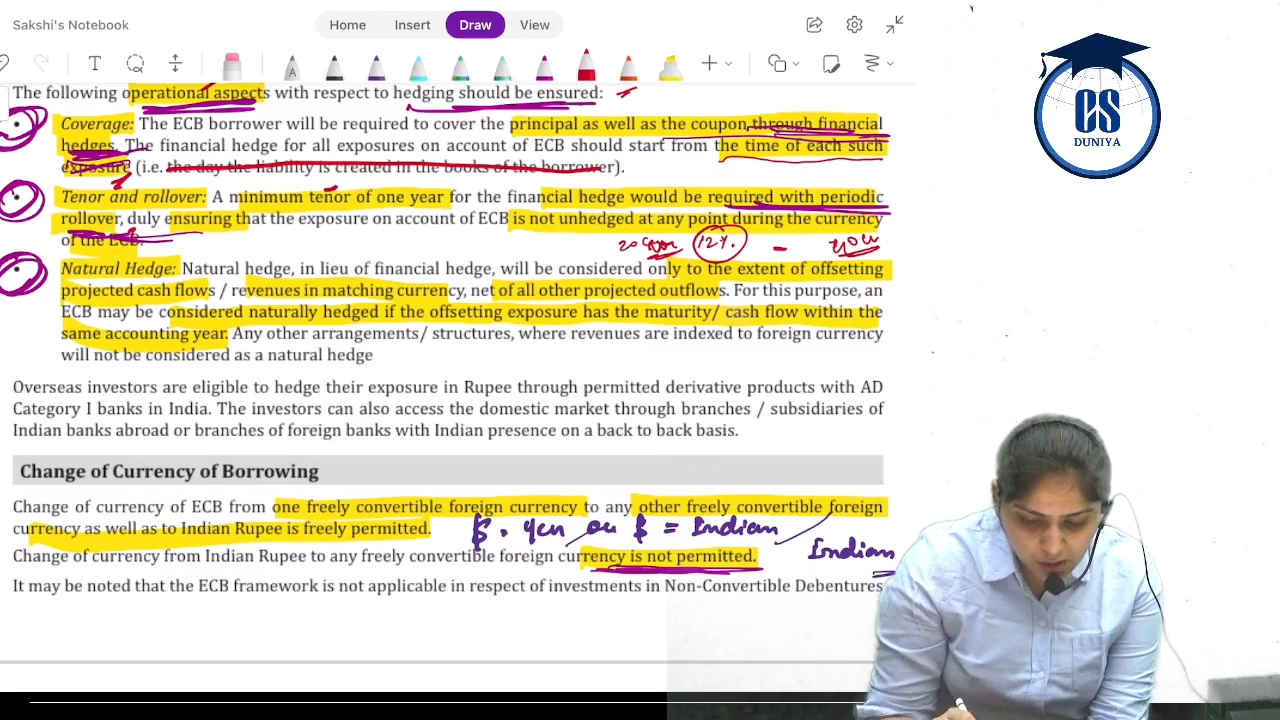 Sakshi's Notebook
Home Insert Draw View
CS
DUNIYA
The following operational aspects with respect to hedging should be ensured:
Coverage: The ECB borrower will be required to cover the principal as well as the coupon through financial
hedges. The financial hedge for all exposures on account of ECB should start from the time of each such
exposure (i.e. the day the liability is created in the books of the borrower).
Tenor and rollover: A minimum tenor of one year for the financial hedge would be required with periodic
rollover, duly ensuring that the exposure on account of ECB is not unhedged at any point during the currency
of the ECB.
12%.
Natural Hedge: Natural hedge, in lieu of financial hedge, will be considered only to the extent of offsetting
projected cash flows / revenues in matching currency, net of all other projected outflows. For this purpose, an
ECB may be considered naturally hedged if the offsetting exposure has the maturity/ cash flow within the
same accounting year. Any other arrangements/ structures, where revenues are indexed to foreign currency
will not be considered as a natural hedge
Overseas investors are eligible to hedge their exposure in Rupee through permitted derivative products with AD
Category I banks in India. The investors can also access the domestic market through branches / subsidiaries of
Indian banks abroad or branches of foreign banks with Indian presence on a back to back basis.
Change of Currency of Borrowing
Change of currency of ECB from one freely convertible foreign currency to any other freely convertible foreign
currency as well as to Indian Rupee is freely permitted.
$. yen or $ = Indian
Change of currency from Indian Rupee to any freely convertible foreign currency is not permitted.
Indian
It may be noted that the ECB framework is not applicable in respect of investments in Non-Convertible Debentures